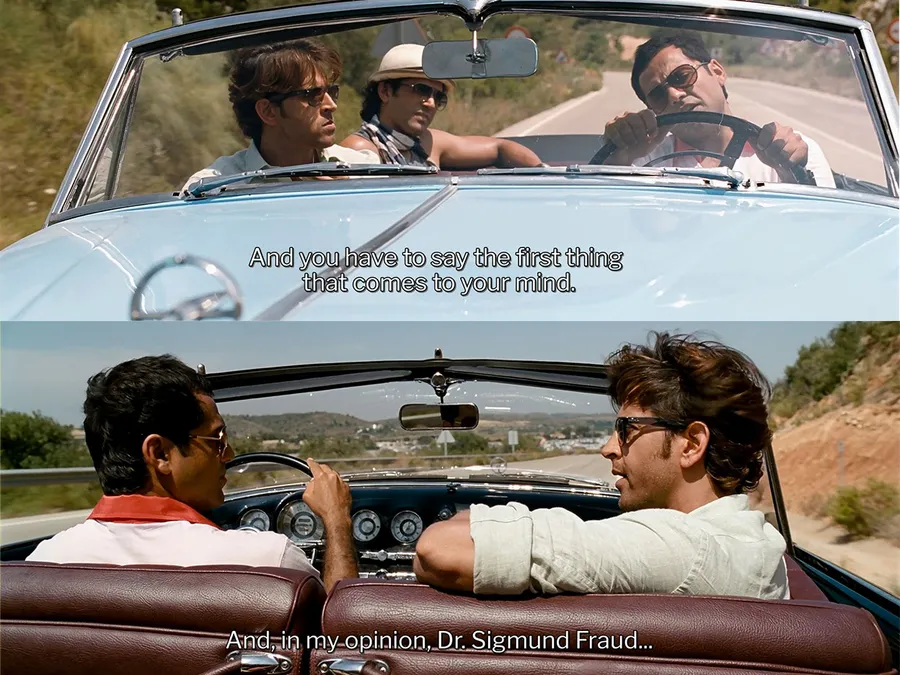 And you have to say the first thing
that comes to your mind.
And, in my opinion, Dr. Sigmund Fraud...